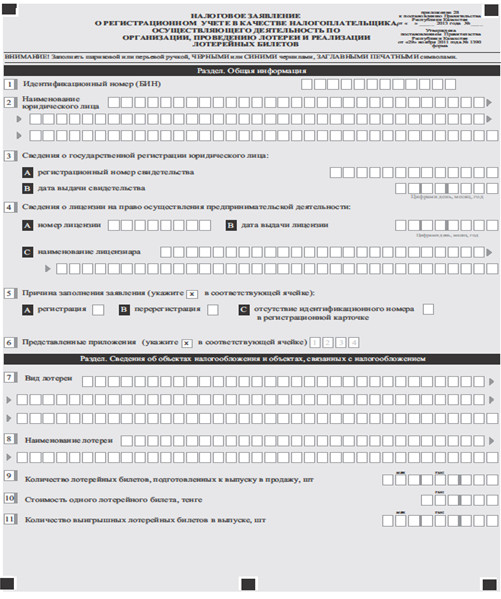 НАЛОГОВОЕ ЗАЯВЛЕНИЕ
О РЕГИСТРАЦИОННОМ УЧЕТЕ В КАЧЕСТВЕ НАЛОГОПЛАТЕЛЬЩИКА,
ОСУЩЕСТВЛЯЮЩЕГО ДЕЯТЕЛЬНОСТЬ ПО
ОРГАНИЗАЦИИ, ПРОВЕДЕНИЮ ЛОТЕРЕИ И РЕАЛИЗАЦИИ
ЛОТЕРЕЙНЫХ БИЛЕТОВ
приложение 28
к постановлению Правительства
Республики Казахстан
от « » 2013 года №
Утверждена
постановлением Правительства
Республики Казахстан
от «20» ноября 2011 года №
форма
ВНИМАНИЕ! Заполнять шариковой или перьевой ручкой, ЧЕРНЫМИ или СИНИМИ чернилами, ЗАГЛАВНЫМИ ПЕЧАТНЫМИ символами.
Раздел. Общая информация
1 Идентификационный номер (БИН)
2 Наименование
юридического лица
3 Сведения о государственной регистрации юридического лица:
A регистрационный номер свидетельства
B дата выдачи свидетельства
Цифрами день, месяц, год
4 Сведения о лицензии на право осуществления предпринимательской деятельности:
A номер лицензии B дата выдачи лицензии
Цифрами день, месяц, год
C наименование лицензиара
5 Причина заполнения заявления (укажите x в соответствующей ячейке):
A регистрация B перерегистрация C отсутствие идентификационного номера
в регистрационной карточке
6 Представленные приложения (укажите x в соответствующей ячейке) 1 2 3 4
Раздел. Сведения об объектах налогообложения и объектах, связанных с налогообложением
7 Вид лотереи
8 Наименование лотереи
млн тыс
9 Количество лотерейных билетов, подготовленных к выпуску в продажу, шт
тыс
10 Стоимость одного лотерейного билета, тенге
млн тыс
11 Количество выигрышных лотерейных билетов в выпуске, шт